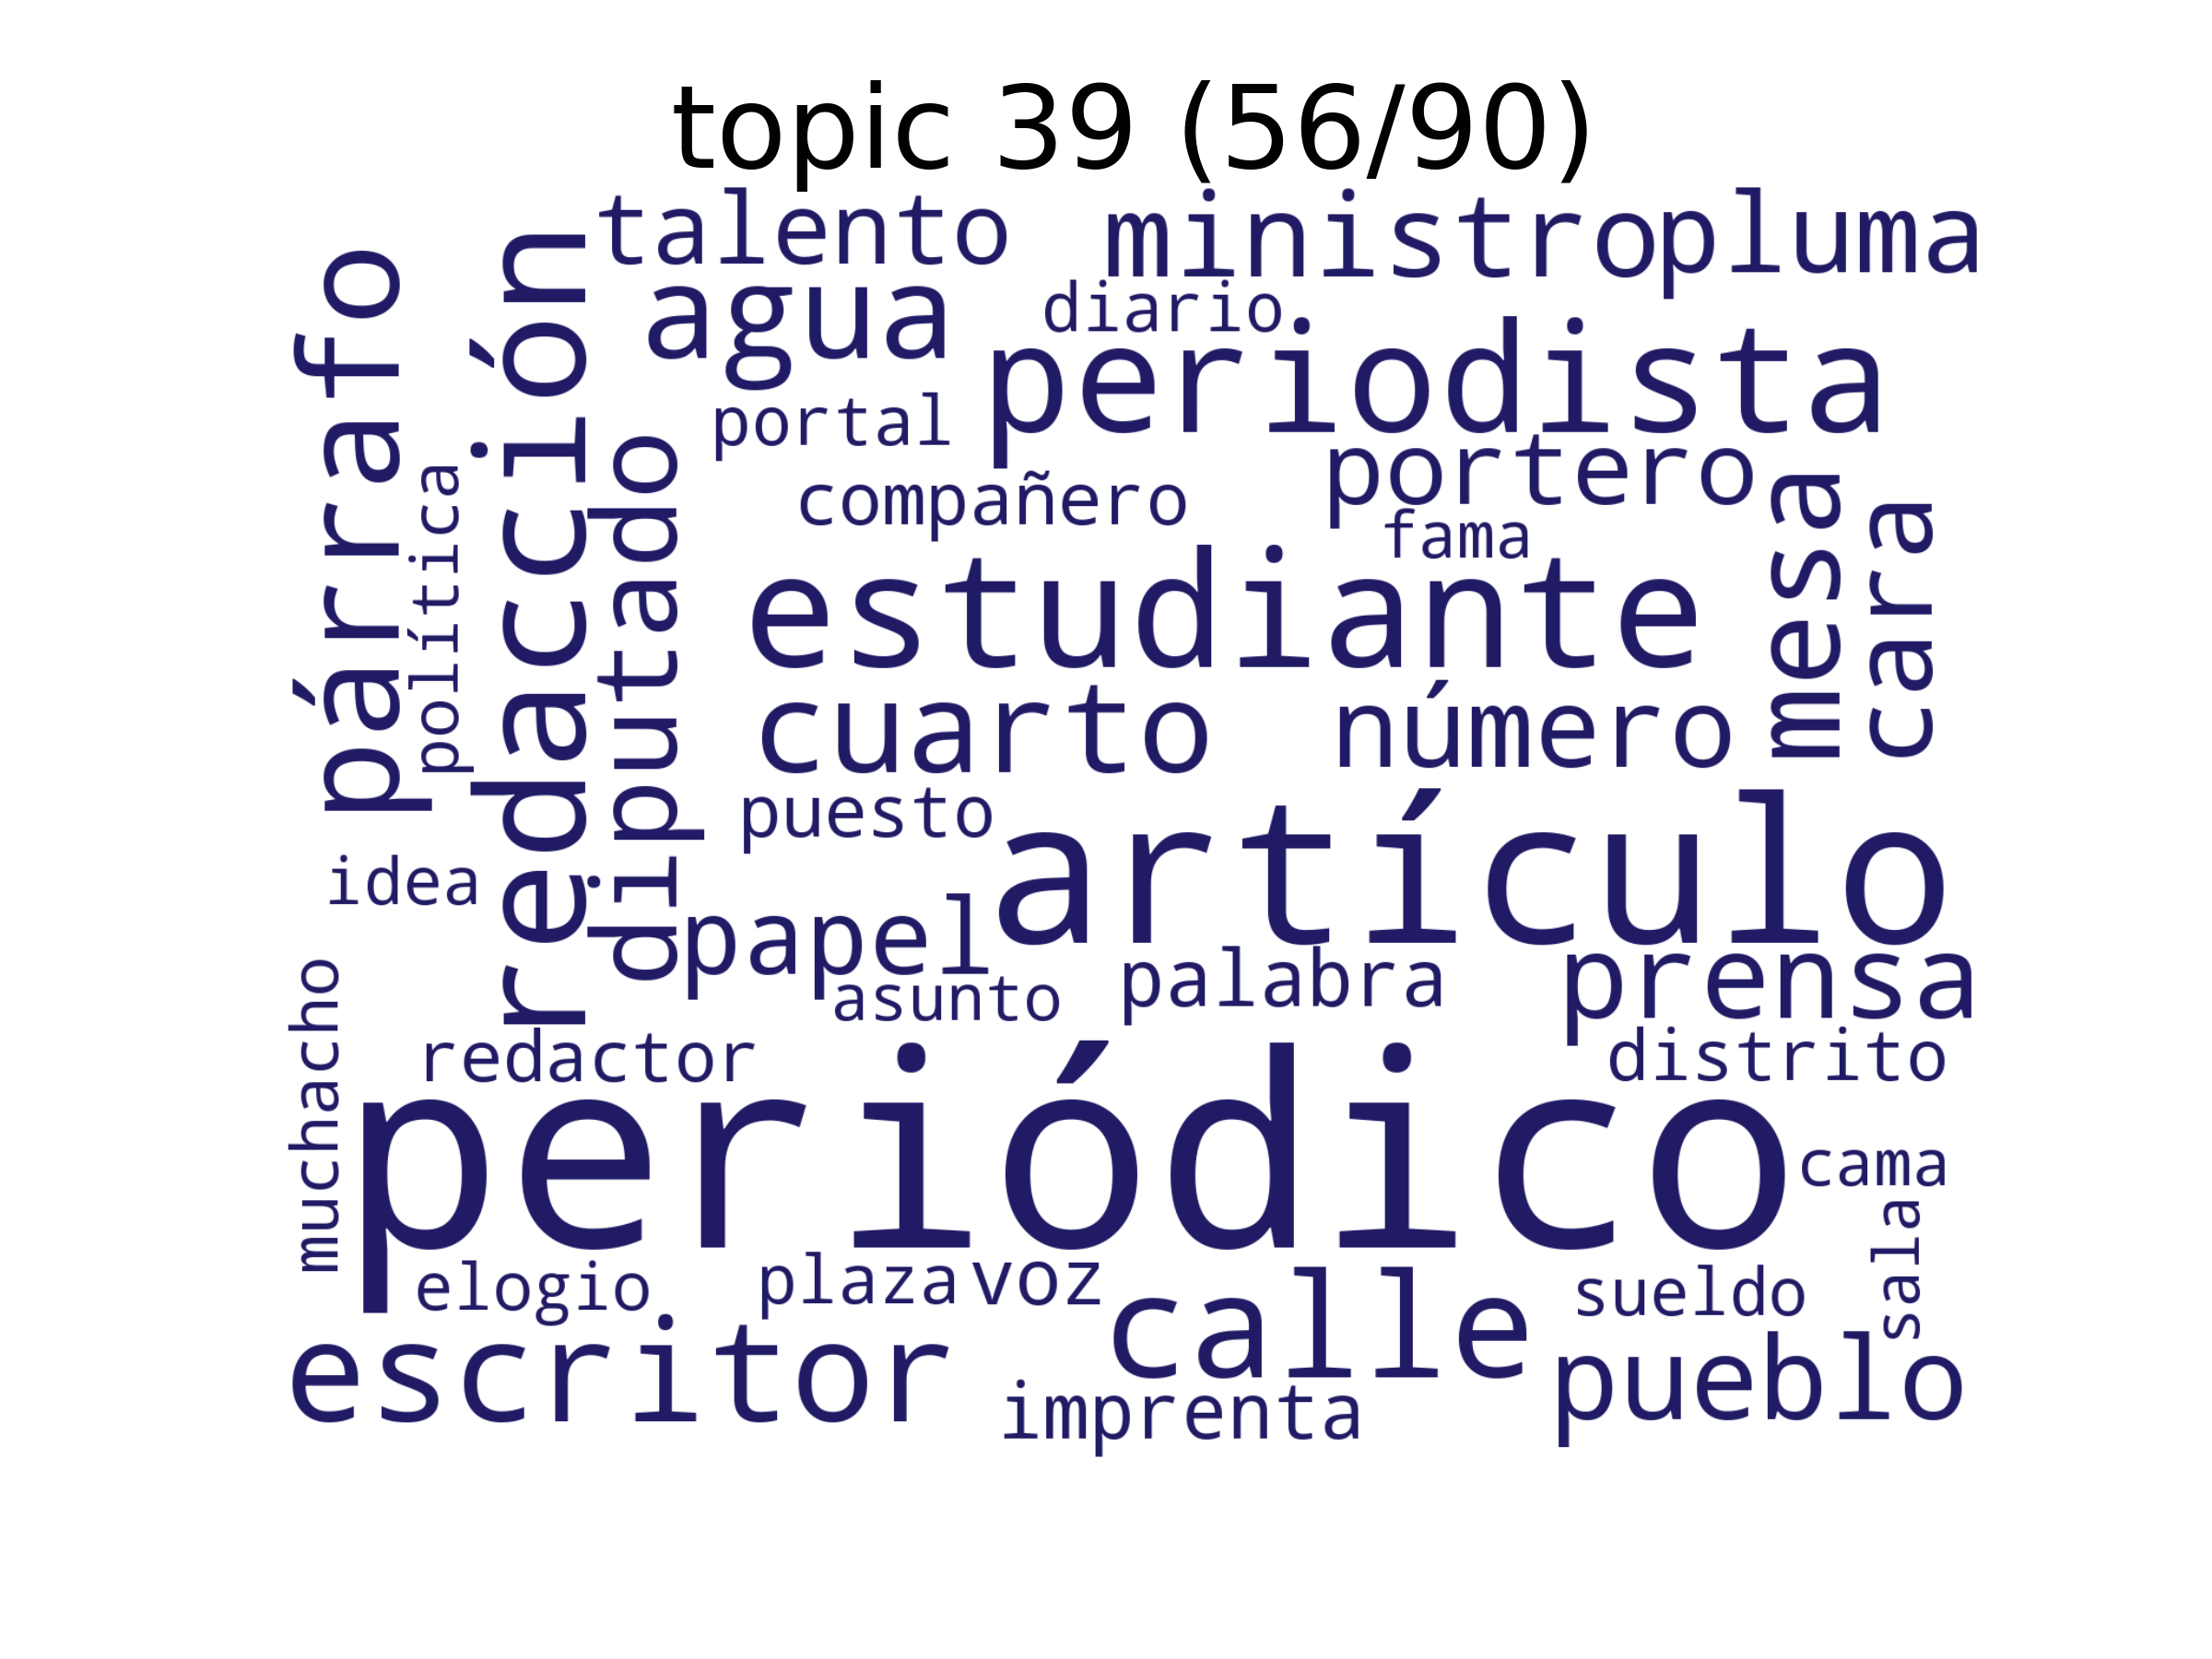 topic 39 (56/90)
talento
ministro
pluma
agua
diario
periodista
párrafo
redacción
portal
política
diputado
compañero
portero
fama
mesa
cara
estudiante
cuarto
número
puesto
artículo
idea
papel
asunto
palabra
prensa
muchacho
redactor
distrito
periódico
cama
sala
elogio
plaza
voz
calle
sueldo
escritor
imprenta
pueblo